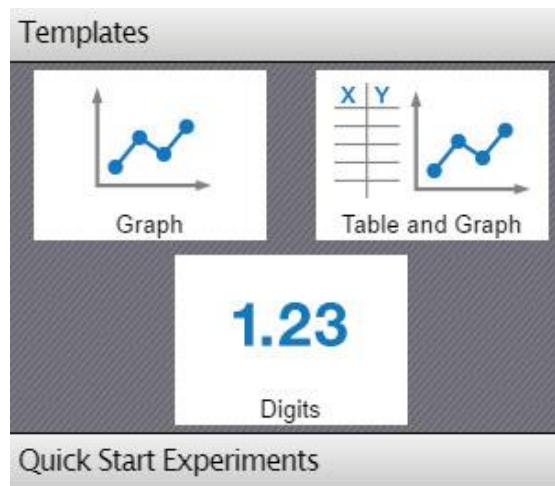 Templates
X Y
Graph
Table and Graph
1.23
Digits
Quick Start Experiments